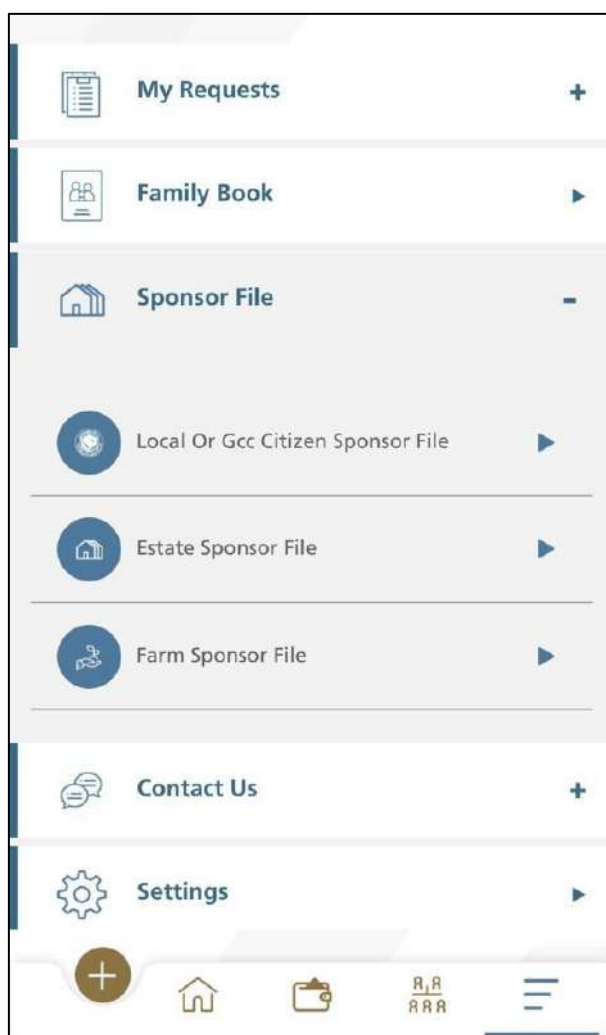 My Requests
Family Book
Sponsor File
Local Or Gcc Citizen Sponsor File
Estate Sponsor File
Farm Sponsor File
Contact Us
Settings